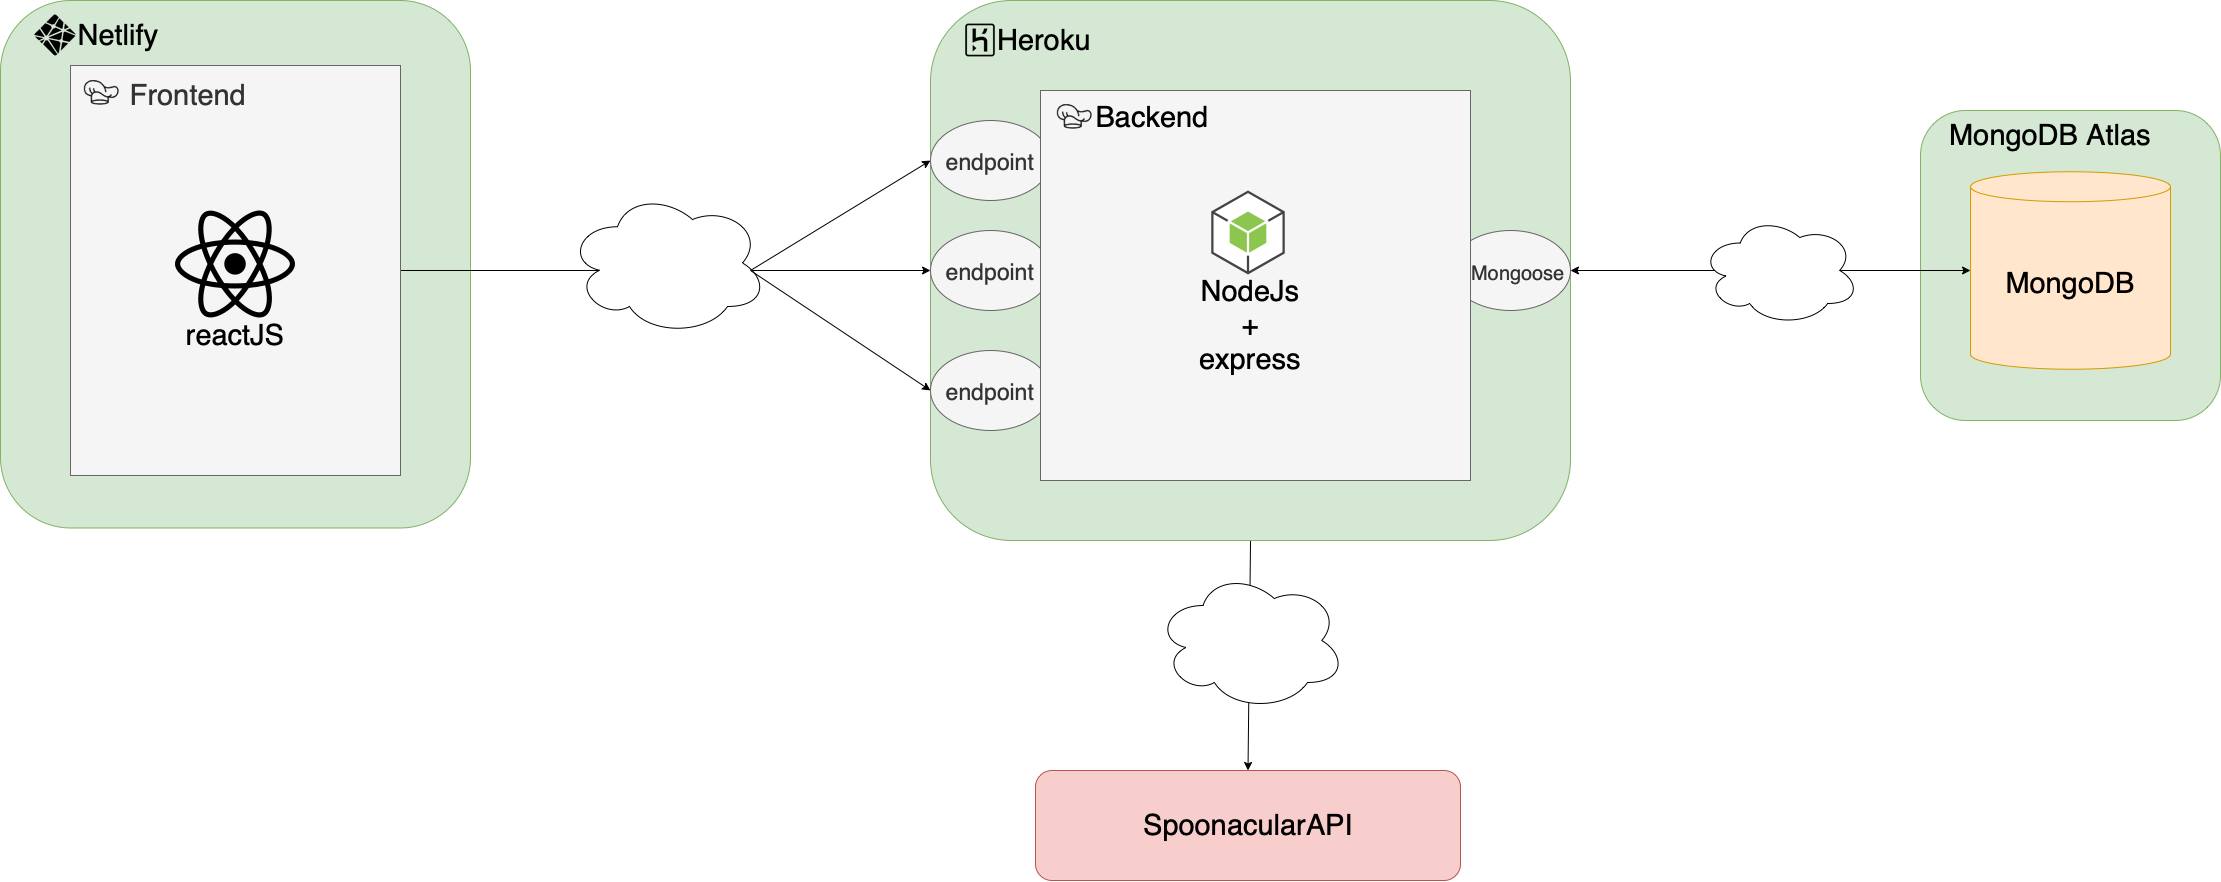 Netlify
Frontend
reactJS
Heroku
Backend
endpoint
endpoint
endpoint
NodeJs
+
express
Mongoose
MongoDB Atlas
MongoDB
SpoonacularAPI